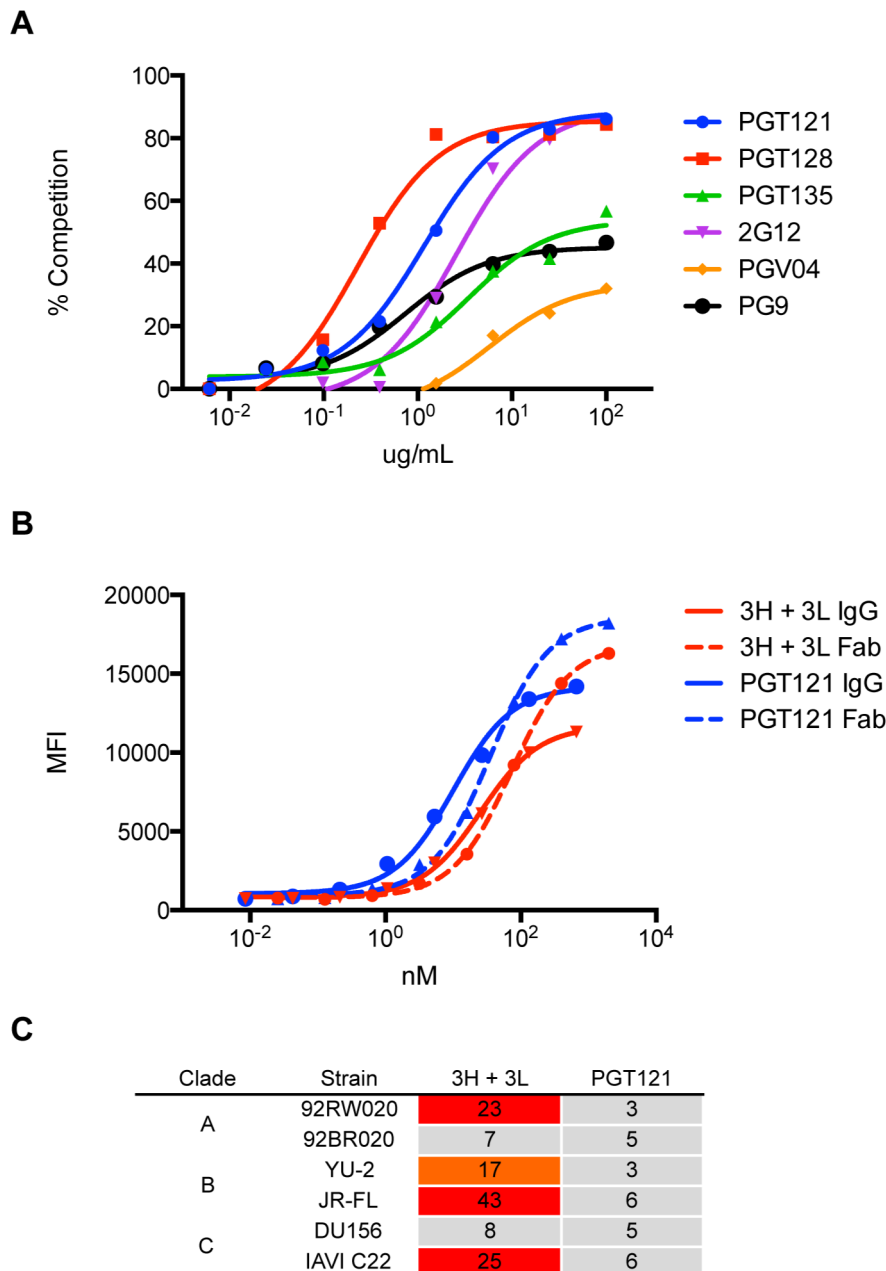 A
% Competition
100
80
60
40
20
0
10-2
10-1
100
101
102
ug/mL
PGT121
PGT128
PGT135
2G12
PGV04
PG9
B
MFI
20000
15000
10000
5000
0
10-2
100
102
104
nM
3H + 3L IgG
3H + 3L Fab
PGT121 IgG
PGT121 Fab
C
Clade Strain 3H + 3L PGT121
A
92RW020 23 3
92BR020 7 5
B
YU-2 17 3
JR-FL 43 6
C
DU156 8 5
IAVI C22 25 6